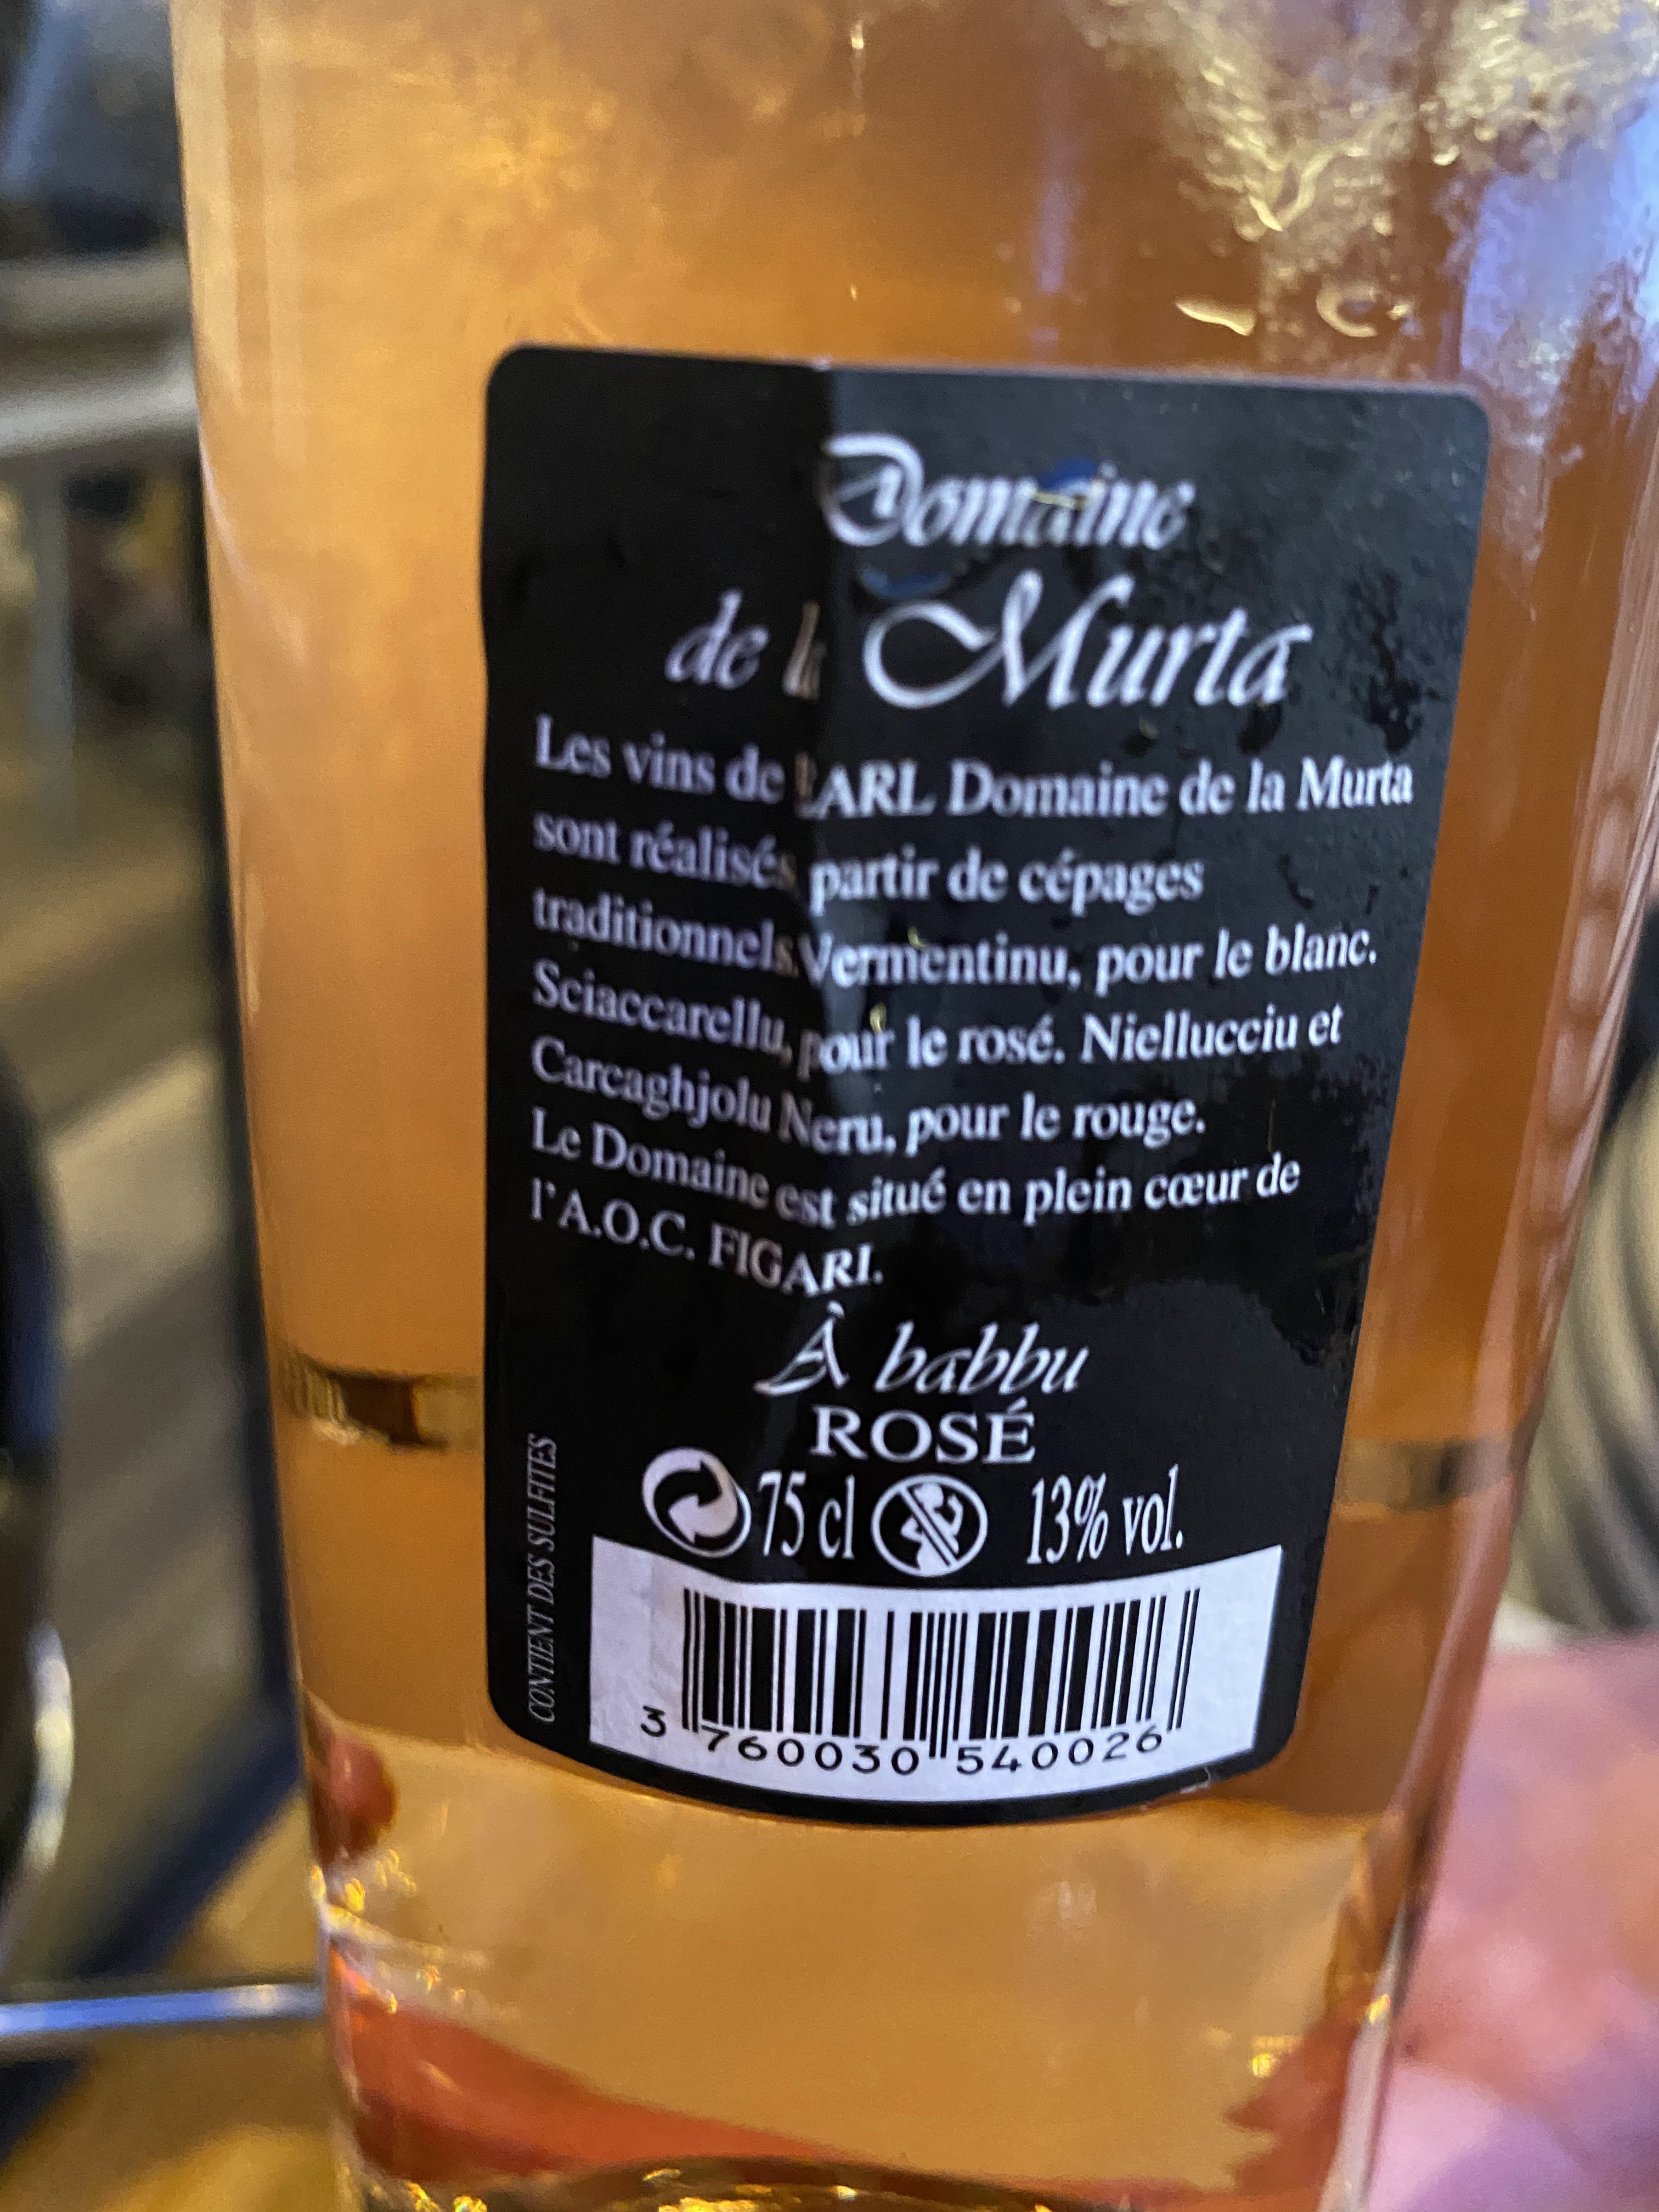 Domaine
de la Murta
Les vins de EARL Domaine de la Murta
sont réalisés partir de cépages
traditionnels Vermentinu, pour le blanc.
Sciaccarellu, pour le rosé. Niellucciu et
Carcaghjolu Neru, pour le rouge.
Le Domaine est situé en plein cœur de
l'A.O.C. FIGARI.
À babbu
ROSÉ
75 cl 13% vol.
CONTIENT DES SULFITES
3 760030 540026